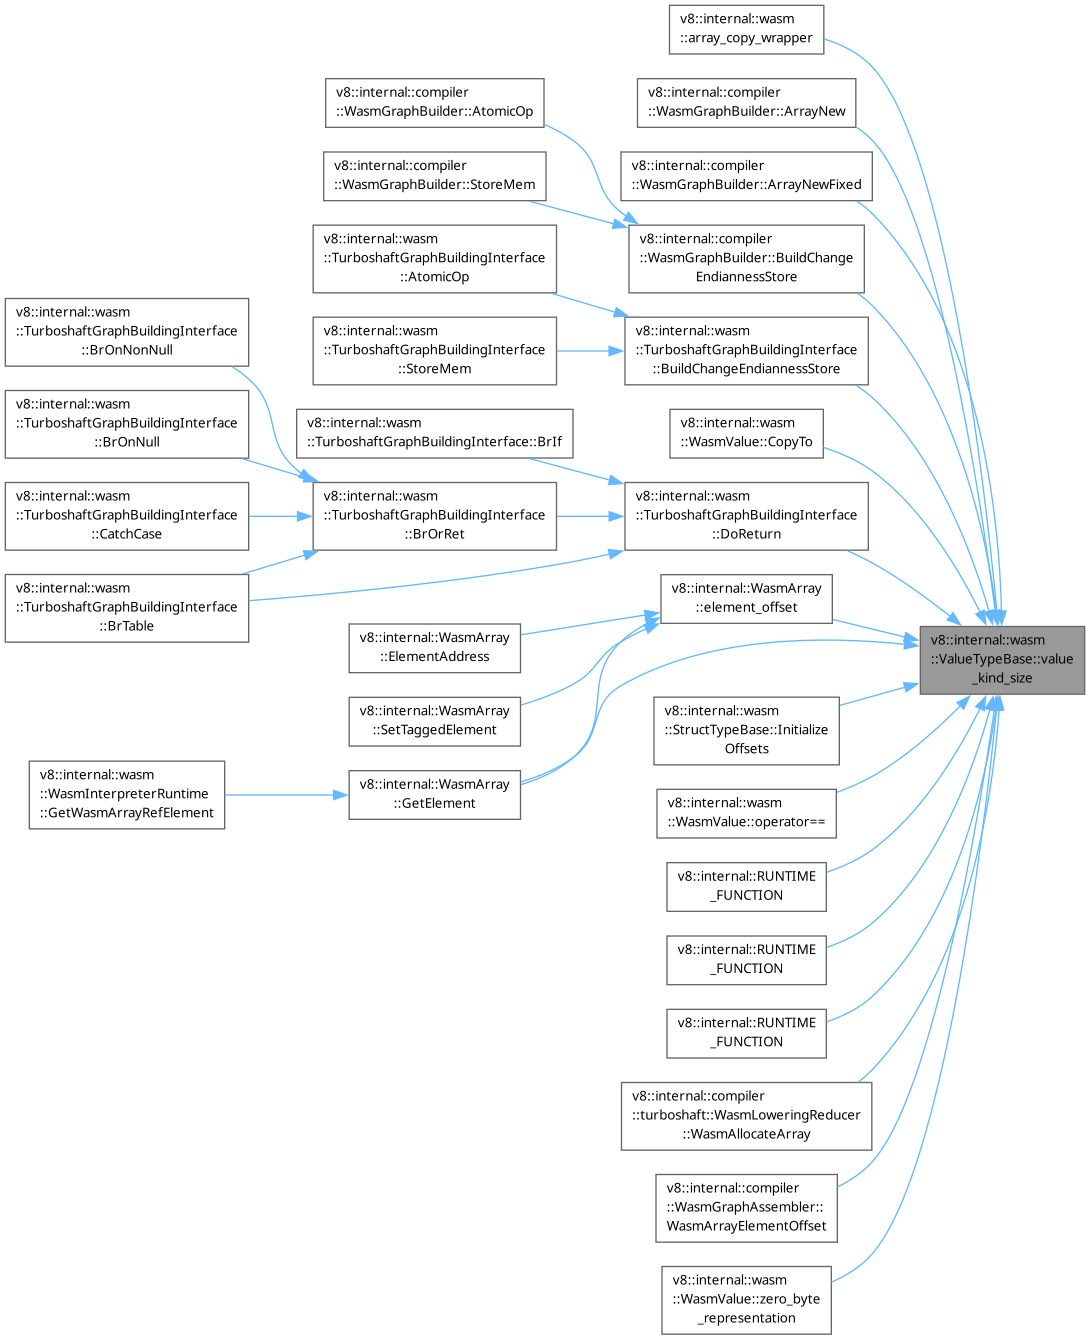 v8::internal::wasm
::array_copy_wrapper
v8::internal::compiler
::WasmGraphBuilder::AtomicOp
v8::internal::compiler
::WasmGraphBuilder::ArrayNew
v8::internal::compiler
::WasmGraphBuilder::StoreMem
v8::internal::compiler
::WasmGraphBuilder::ArrayNewFixed
v8::internal::wasm
::TurboshaftGraphBuildingInterface
::AtomicOp
v8::internal::compiler
::WasmGraphBuilder::BuildChange
EndiannessStore
v8::internal::wasm
::TurboshaftGraphBuildingInterface
::BrOnNonNull
v8::internal::wasm
::TurboshaftGraphBuildingInterface
::StoreMem
v8::internal::wasm
::TurboshaftGraphBuildingInterface
::BuildChangeEndiannessStore
v8::internal::wasm
::TurboshaftGraphBuildingInterface
::BrOnNull
v8::internal::wasm
::TurboshaftGraphBuildingInterface::BrIf
v8::internal::wasm
::WasmValue::CopyTo
v8::internal::wasm
::TurboshaftGraphBuildingInterface
::CatchCase
v8::internal::wasm
::TurboshaftGraphBuildingInterface
::BrOrRet
v8::internal::wasm
::TurboshaftGraphBuildingInterface
::DoReturn
v8::internal::wasm
::TurboshaftGraphBuildingInterface
::BrTable
v8::internal::WasmArray
::element_offset
v8::internal::WasmArray
::ElementAddress
v8::internal::wasm
::ValueTypeBase::value
_kind_size
v8::internal::WasmArray
::SetTaggedElement
v8::internal::wasm
::StructTypeBase::Initialize
Offsets
v8::internal::wasm
::WasmInterpreterRuntime
::GetWasmArrayRefElement
v8::internal::WasmArray
::GetElement
v8::internal::wasm
::WasmValue::operator==
v8::internal::RUNTIME
_FUNCTION
v8::internal::RUNTIME
_FUNCTION
v8::internal::RUNTIME
_FUNCTION
v8::internal::compiler
::turboshaft::WasmLoweringReducer
::WasmAllocateArray
v8::internal::compiler
::WasmGraphAssembler::
WasmArrayElementOffset
v8::internal::wasm
::WasmValue::zero_byte
_representation